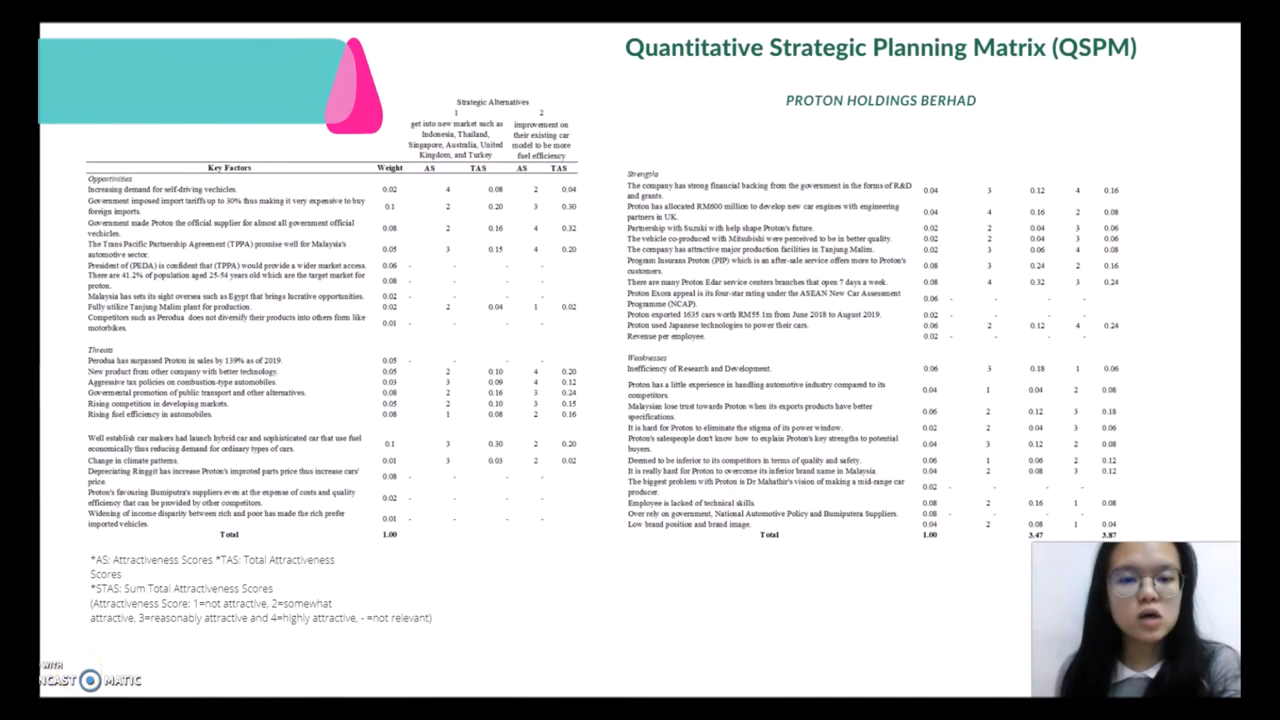 Quantitative Strategic Planning Matrix (QSPM)
PROTON HOLDINGS BERHAD
Strategic Alternatives
1 2
get into new market such as improvement on
Indonesia, Thailand, their existing car
Singapore, Australia, United model to be more
Kingdom, and Turkey fuel efficiency
Key Factors Weight AS TAS AS TAS
Opportinities
Increasing demand for self-driving vechicles. 0.02 4 0.08 2 0.04
Government imposed import tariffs up to 30% thus making it very expensive to buy
foreign imports. 0.1 2 0.20 3 0.30
Government made Proton the official supplier for almost all government official
vechicles. 0.08 2 0.16 4 0.32
The Trans Pacific Partnership Agreement (TPPA) promise well for Malaysia's
automotive sector. 0.05 3 0.15 4 0.20
President of (PEDA) is confident that (TPPA) would provide a wider market access. 0.06 - - - -
There are 41.2% of population aged 25-54 years old which are the target market for
proton. 0.08 - - - -
Malaysia has sets its sight oversea such as Egypt that brings lucrative opportunities. 0.02 - - - -
Fully utilize Tanjung Malim plant for production. 0.02 2 0.04 1 0.02
Competitors such as Perodua does not diversify their products into others form like
motorbikes. 0.01 - - - -
Threats
Perodua has surpassed Proton in sales by 139% as of 2019. 0.05 - - - -
New product from other company with better technology. 0.05 2 0.10 4 0.20
Aggressive tax policies on combustion-type automobiles. 0.03 3 0.09 4 0.12
Govermental promotion of public transport and other alternatives. 0.08 2 0.16 3 0.24
Rising competition in developing markets. 0.05 2 0.10 3 0.15
Rising fuel efficiency in automobiles. 0.08 1 0.08 2 0.16
Well establish car makers had launch hybrid car and sophisticated car that use fuel
economically thus reducing demand for ordinary types of cars. 0.1 3 0.30 2 0.20
Change in climate patterns. 0.01 3 0.03 2 0.02
Depreciating Ringgit has increase Proton's improted parts price thus increase cars'
price. 0.08 - - - -
Proton's favouring Bumiputra's suppliers even at the expense of costs and quality
efficiency that can be provided by other competitors. 0.02 - - - -
Widening of income disparity between rich and poor has made the rich prefer
imported vehicles. 0.01 - - - -
Total 1.00
*AS: Attractiveness Scores *TAS: Total Attractiveness
Scores
*STAS: Sum Total Attractiveness Scores
(Attractiveness Score: 1=not attractive, 2=somewhat
attractive, 3=reasonably attractive and 4=highly attractive, - =not relevant)
Strengths
The company has strong financial backing from the government in the forms of R&D
and grants. 0.04 3 0.12 4 0.16
Proton has allocated RM600 million to develop new car engines with engineering
partners in UK. 0.04 4 0.16 2 0.08
Partnership with Suzuki with help shape Proton's future. 0.02 2 0.04 3 0.06
The vehicle co-produced with Mitsubishi were perceived to be in better quality. 0.02 2 0.04 3 0.06
The company has attractive major production facilities in Tanjung Malim. 0.02 3 0.06 4 0.08
Program Insurans Proton (PIP) which is an after-sale service offers more to Proton's
customers. 0.08 3 0.24 2 0.16
There are many Proton Edar service centers branches that open 7 days a week. 0.08 4 0.32 3 0.24
Proton Exora appeal is its four-star rating under the ASEAN New Car Assessment
Programme (NCAP). 0.06 - - - -
Proton exported 1635 cars worth RM55.1m from June 2018 to August 2019. 0.02 - - - -
Proton used Japanese technologies to power their cars. 0.06 2 0.12 4 0.24
Revenue per employee. 0.02 - - - -
Weaknesses
Inefficiency of Research and Development. 0.06 3 0.18 1 0.06
Proton has a little experience in handling automotive industry compared to its
competitors. 0.04 1 0.04 2 0.08
Malaysian lose trust towards Proton when its exports products have better
specifications. 0.06 2 0.12 3 0.18
It is hard for Proton to eliminate the stigma of its power window. 0.02 2 0.04 3 0.06
Proton's salespeople don't know how to explain Proton's key strengths to potential
buyers. 0.04 3 0.12 2 0.08
Deemed to be inferior to its competitors in terms of quality and safety. 0.06 1 0.06 2 0.12
It is really hard for Proton to overcome its inferior brand name in Malaysia. 0.04 2 0.08 3 0.12
The biggest problem with Proton is Dr Mahathir's vision of making a mid-range car
producer. 0.02 - - - -
Employee is lacked of technical skills. 0.08 2 0.16 1 0.08
Over rely on government, National Automotive Policy and Bumiputera Suppliers. 0.08 - - - -
Low brand position and brand image. 0.04 2 0.08 1 0.04
Total 1.00 3.47 3.87
WITH
NCAST MATIC